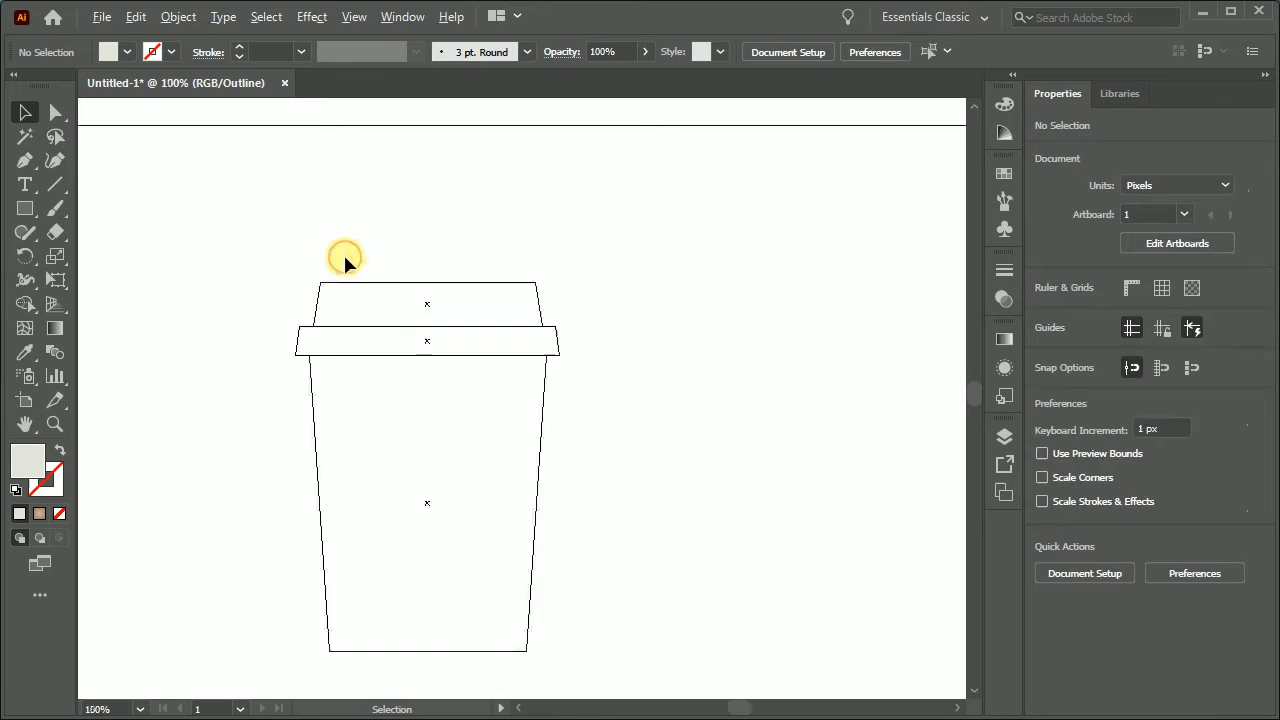 Ai File Edit Object Type Select Effect View Window Help Essentials Classic Search Adobe Stock
No Selection Stroke: 3 pt. Round Opacity: 100% Style: Document Setup Preferences
Untitled-1* @ 100% (RGB/Outline)
Properties Libraries
No Selection
Document
Units: Pixels
Artboard: 1
Edit Artboards
Ruler & Grids
Guides
Snap Options
Preferences
Keyboard Increment: 1 px
Use Preview Bounds
Scale Corners
Scale Strokes & Effects
Quick Actions
Document Setup Preferences
100% 1 Selection